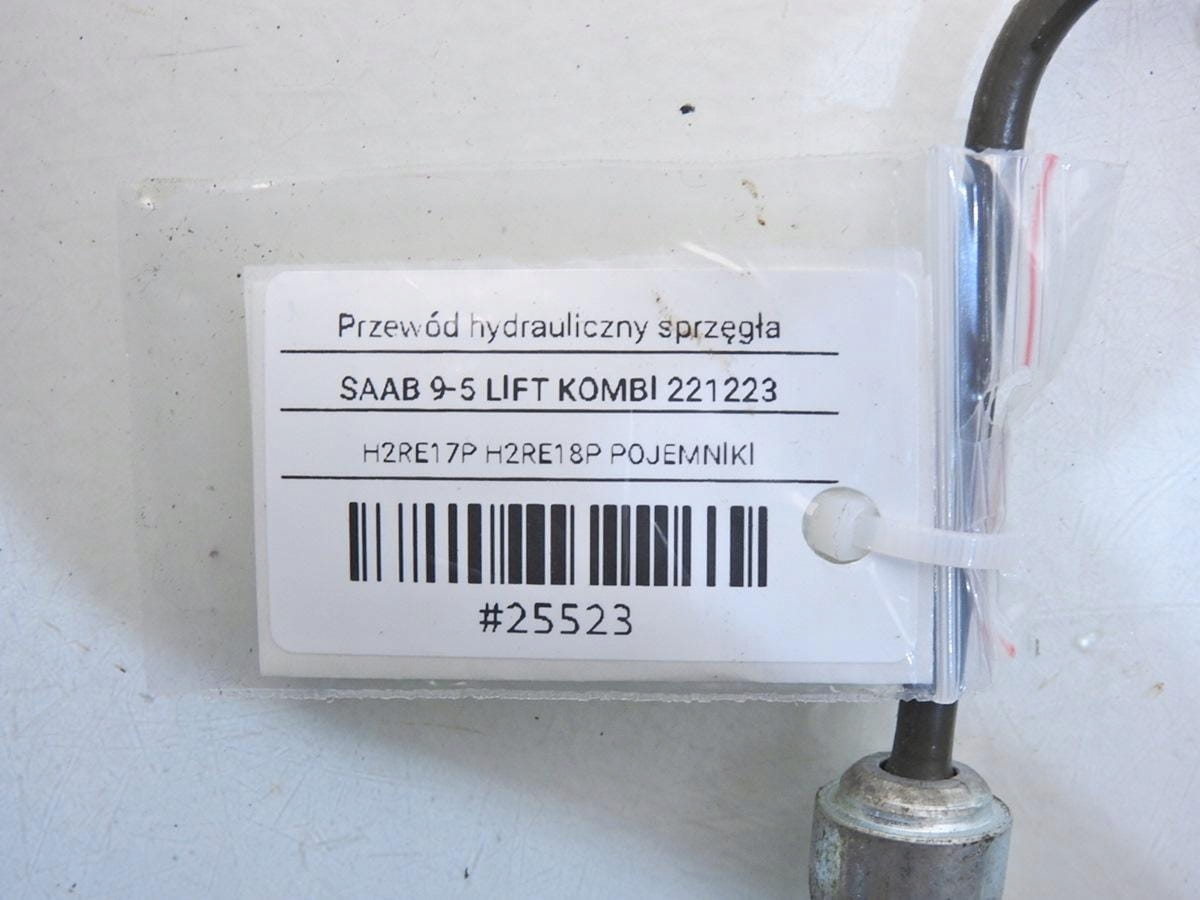 Przewód hydrauliczny sprzęgła
SAAB 9-5 LIFT KOMBI 221223
H2RE17P H2RE18P POJEMNIKI
#25523